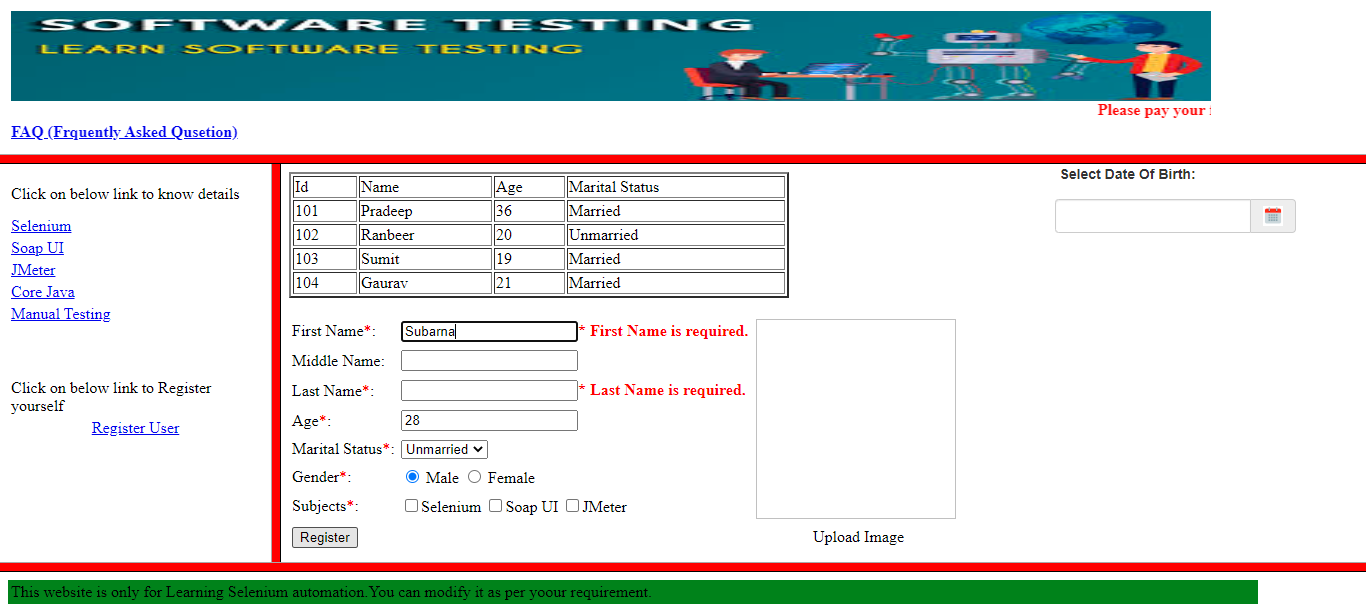 SOFTWARE TESTING
LEARN SOFTWARE TESTING
Please pay your
FAQ (Frquently Asked Qusetion)
Click on below link to know details
Selenium
Soap UI
JMeter
Core Java
Manual Testing
Click on below link to Register
yourself
Register User
Id Name Age Marital Status
101 Pradeep 36 Married
102 Ranbeer 20 Unmarried
103 Sumit 19 Married
104 Gaurav 21 Married
Select Date Of Birth:
First Name*: Subarna * First Name is required.
Middle Name:
Last Name*: * Last Name is required.
Age*: 28
Marital Status*: Unmarried
Gender*: Male Female
Subjects*: Selenium Soap UI JMeter
Register
Upload Image
This website is only for Learning Selenium automation.You can modify it as per yoour requirement.